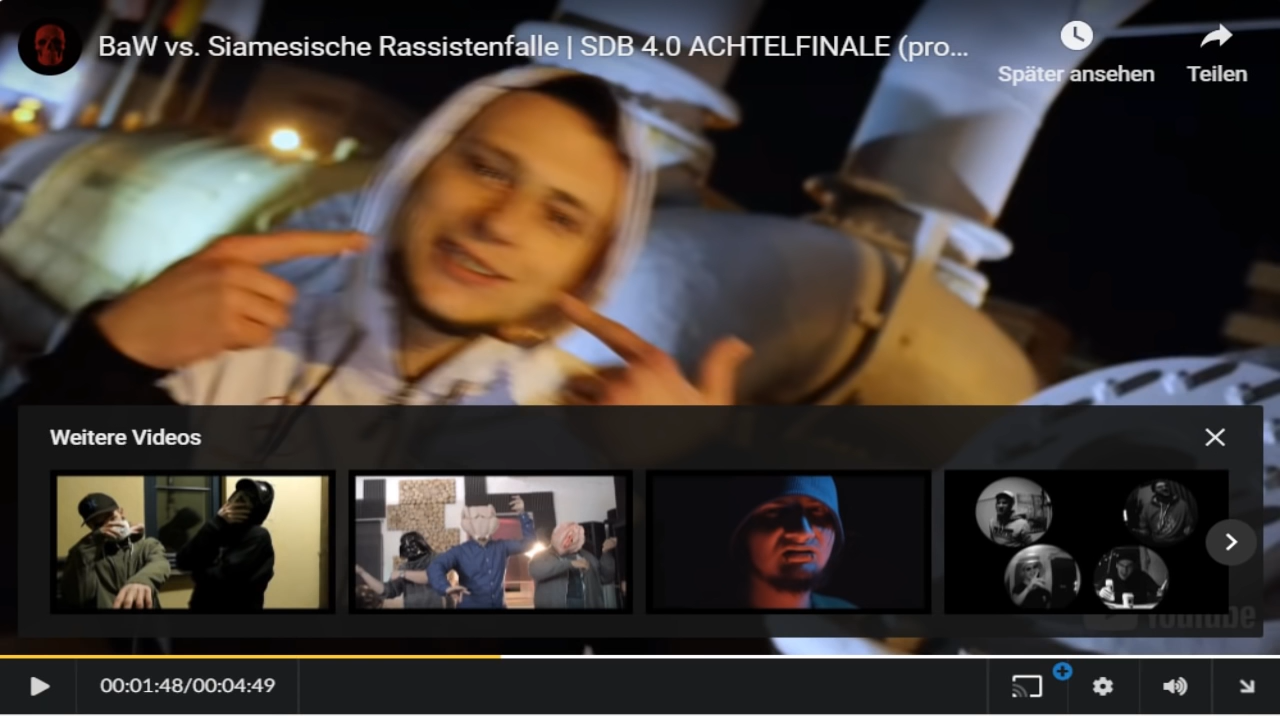 BaW vs. Siamesische Rassistenfalle | SDB 4.0 ACHTELFINALE (pro...
Später ansehen
Teilen
Weitere Videos
YouTube
00:01:48/00:04:49